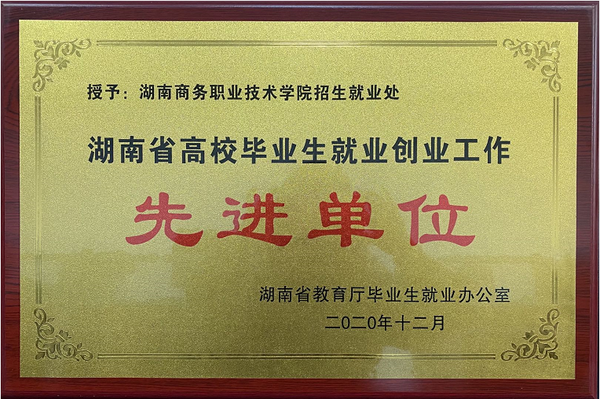 授予：湖南商务职业技术学院招生就业处
湖南省高校毕业生就业创业工作
先进单位
湖南省教育厅毕业生就业办公室
二〇二〇年十二月